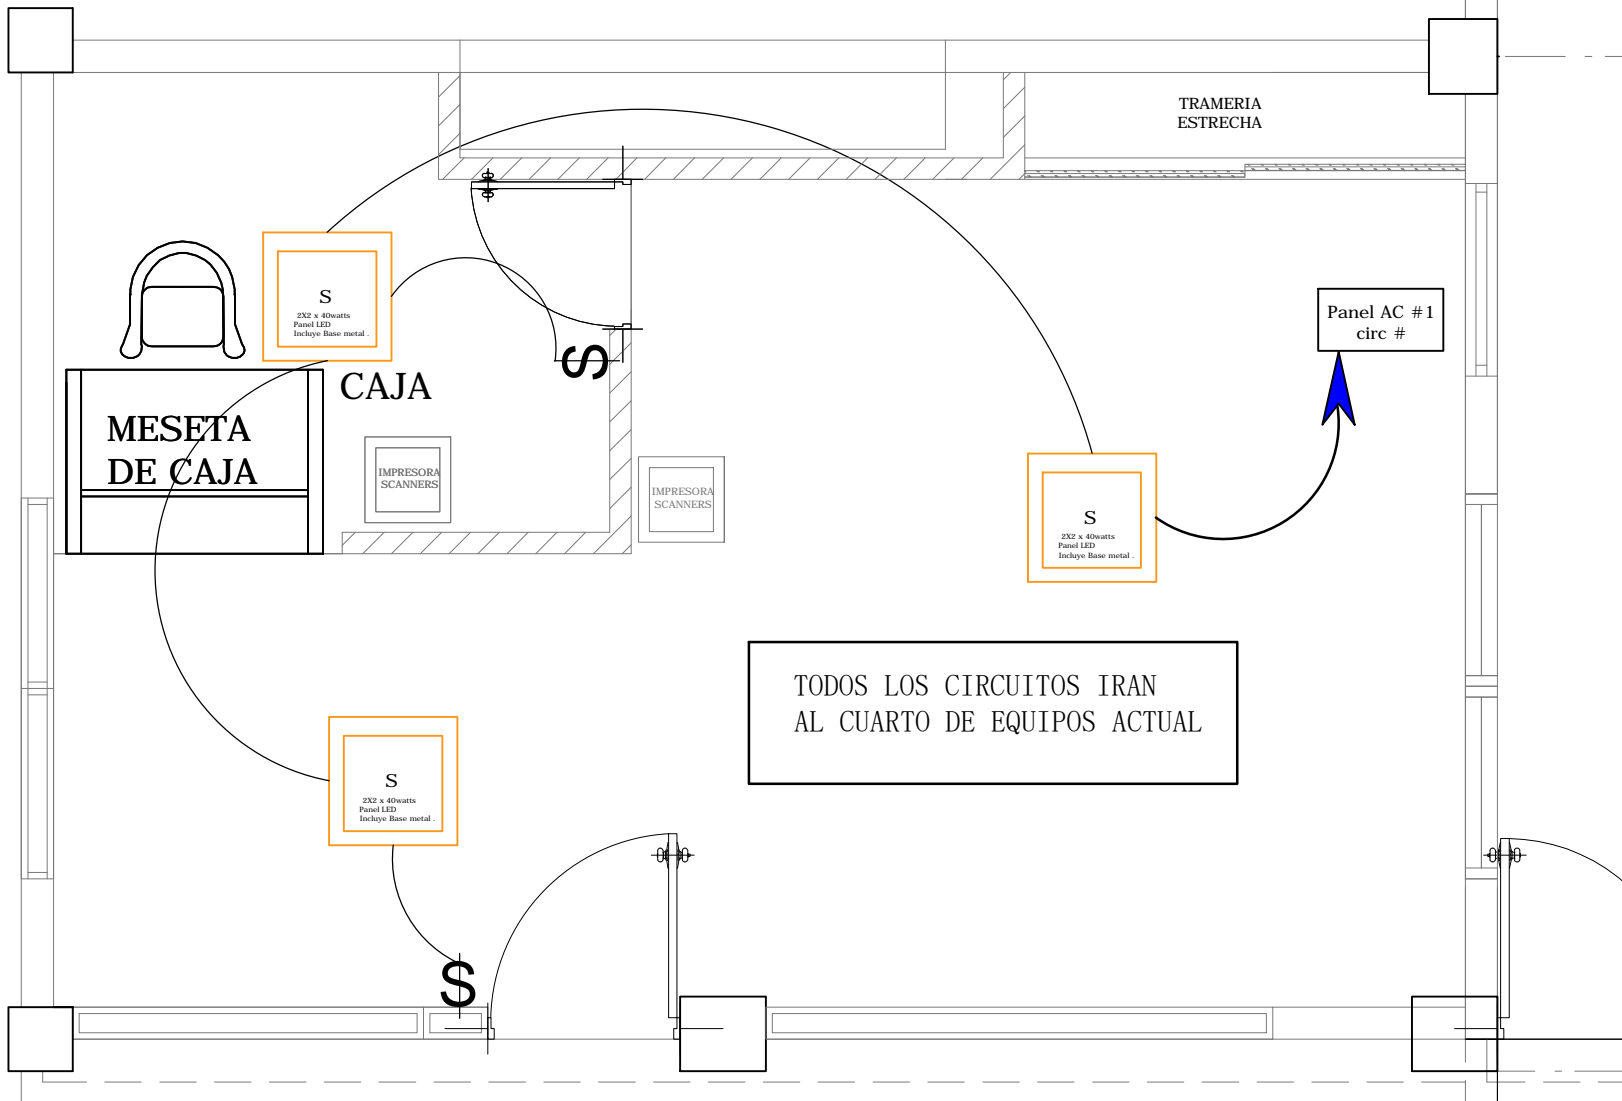 TRAMERIA
ESTRECHA
S
2X2 x 40watts
Panel LED
Incluye Base metal .
Panel AC #1
circ #
S
CAJA
MESETA
DE CAJA
IMPRESORA
SCANNERS
IMPRESORA
SCANNERS
S
2X2 x 40watts
Panel LED
Incluye Base metal .
TODOS LOS CIRCUITOS IRAN
AL CUARTO DE EQUIPOS ACTUAL
S
2X2 x 40watts
Panel LED
Incluye Base metal .
S